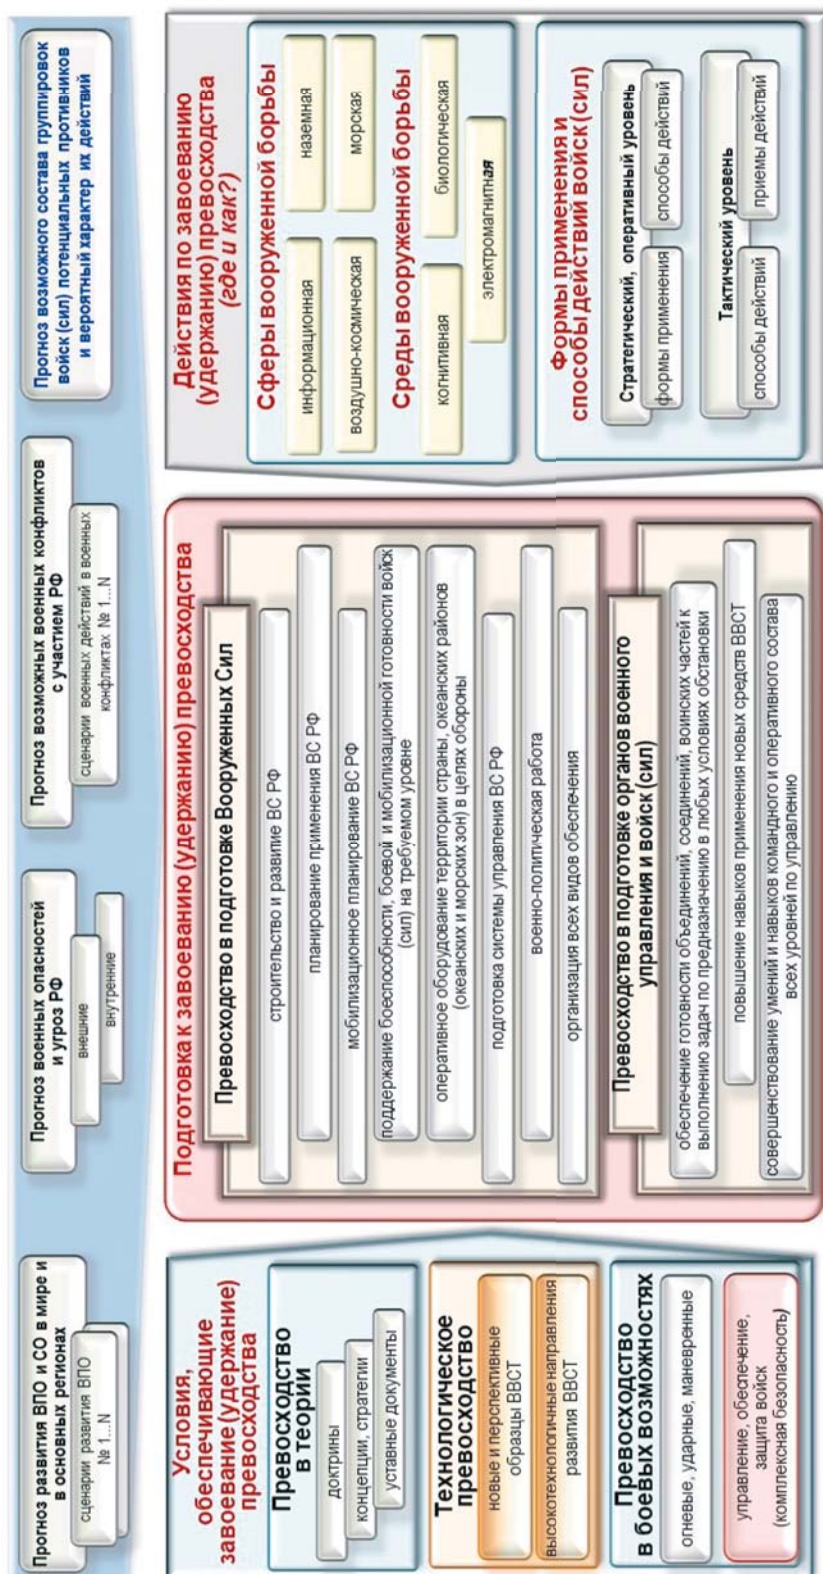 Прогноз развития ВПО и СО в мире и
в основных регионах
сценарии развития ВПО
№ 1...N
Прогноз военных опасностей
и угроз РФ
внешние
внутренние
Прогноз возможных военных конфликтов
с участием РФ
сценарии военных действий в военных
конфликтах № 1...N
Прогноз возможного состава группировок
войск (сил) потенциальных противников
и вероятный характер их действий
Условия,
обеспечивающие
завоевание (удержание)
превосходства
Превосходство
в теории
доктрины
концепции, стратегии
уставные документы
Технологическое
превосходство
новые и перспективные
образцы ВВСТ
высокотехнологичные направления
развития ВВСТ
Превосходство
в боевых возможностях
огневые, ударные, маневренные
управление, обеспечение,
защита войск
(комплексная безопасность)
Подготовка к завоеванию (удержанию) превосходства
Превосходство в подготовке Вооруженных Сил
строительство и развитие ВС РФ
планирование применения ВС РФ
мобилизационное планирование ВС РФ
поддержание боеспособности, боевой и мобилизационной готовности войск
(сил) на требуемом уровне
оперативное оборудование территории страны, океанских районов
(океанских и морских зон) в целях обороны
подготовка системы управления ВС РФ
военно-политическая работа
организация всех видов обеспечения
Превосходство в подготовке органов военного
управления и войск (сил)
обеспечение готовности объединений, соединений, воинских частей к
выполнению задач по предназначению в любых условиях обстановки
повышение навыков применения новых средств ВВСТ
совершенствование умений и навыков командного и оперативного состава
всех уровней по управлению
Действия по завоеванию
(удержанию) превосходства
(где и как?)
Сферы вооруженной борьбы
информационная
наземная
воздушно-космическая
морская
Среды вооруженной борьбы
когнитивная
биологическая
электромагнитная
Формы применения и
способы действий войск (сил)
Стратегический, оперативный уровень
формы применения
способы действий
Тактический уровень
способы действий
приемы действий